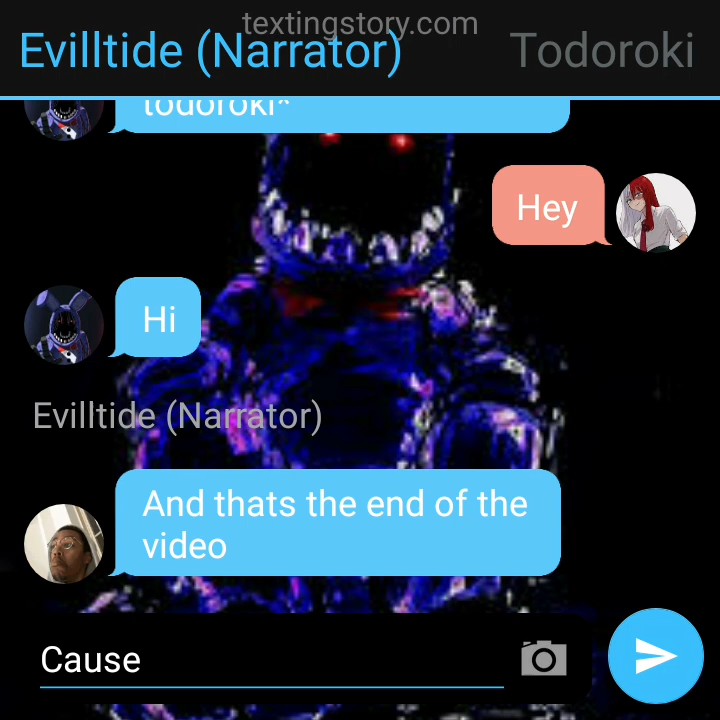 textingstory.com
Evilltide (Narrator) Todoroki
todoroki^
Hey
Hi
Evilltide (Narrator)
And thats the end of the
video
Cause